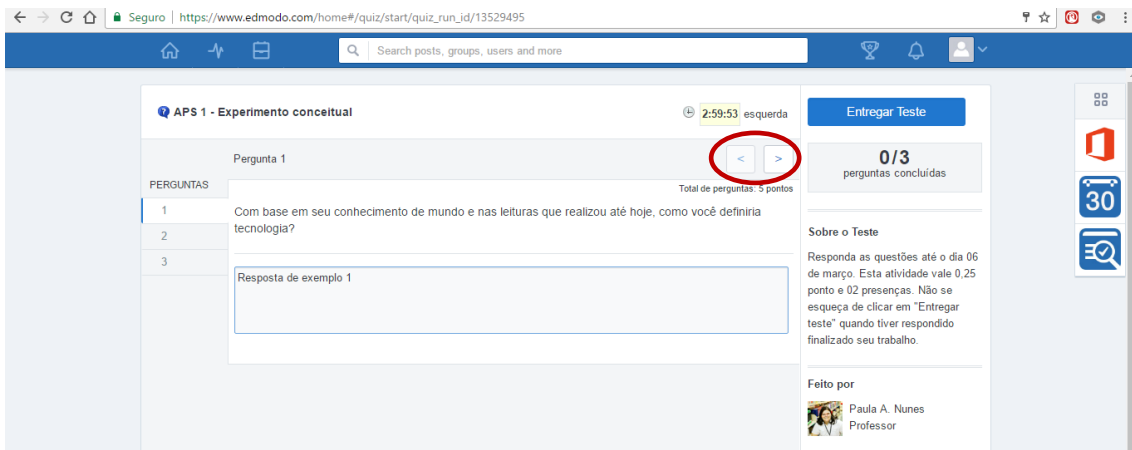 Seguro | https://www.edmodo.com/home#/quiz/start/quiz_run_id/13529495
Search posts, groups, users and more
APS 1 - Experimento conceitual
2:59:53 esquerda
Entregar Teste
Pergunta 1
< >
0/3
perguntas concluídas
PERGUNTAS
Total de perguntas: 5 pontos
1
2
3
Com base em seu conhecimento de mundo e nas leituras que realizou até hoje, como você definiria
tecnologia?
Resposta de exemplo 1
Sobre o Teste
Responda as questões até o dia 06
de março. Esta atividade vale 0,25
ponto e 02 presenças. Não se
esqueça de clicar em "Entregar
teste" quando tiver respondido
finalizado seu trabalho.
Feito por
Paula A. Nunes
Professor
30